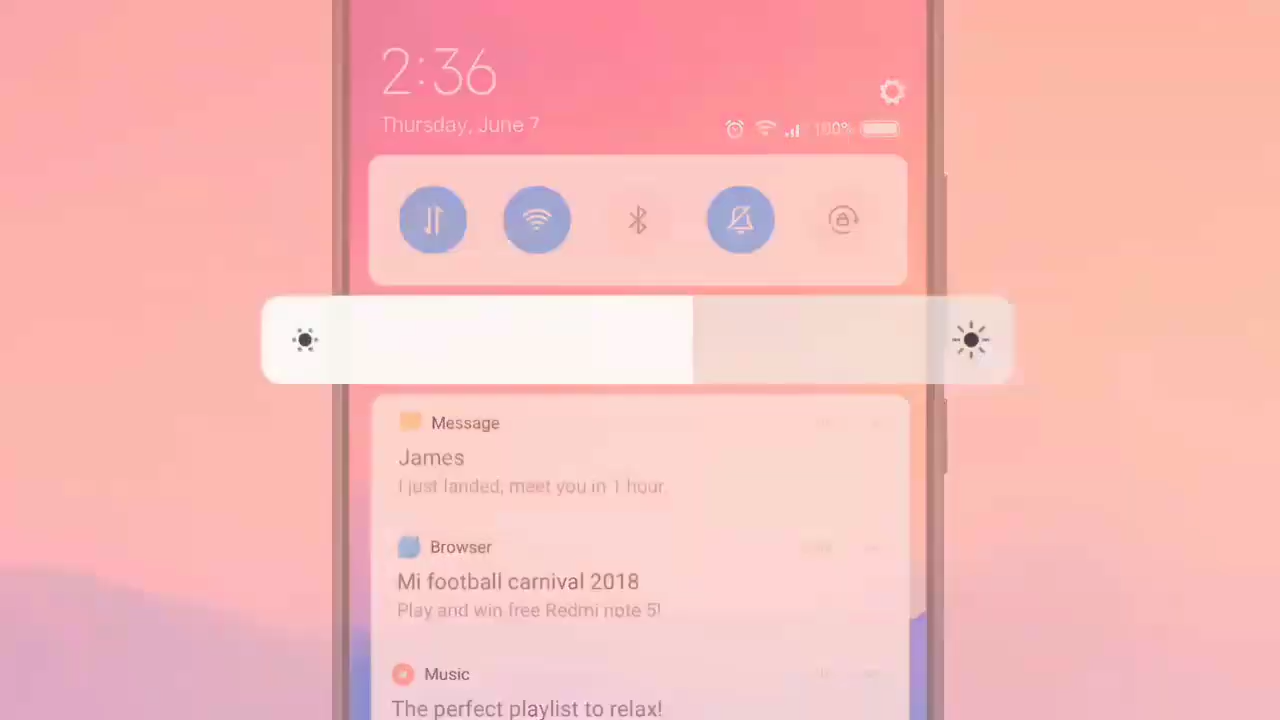 2:36
Thursday, June 7
100%
Message
James
I just landed, meet you in 1 hour.
Browser
Mi football carnival 2018
Play and win free Redmi note 5!
Music
The perfect playlist to relax!